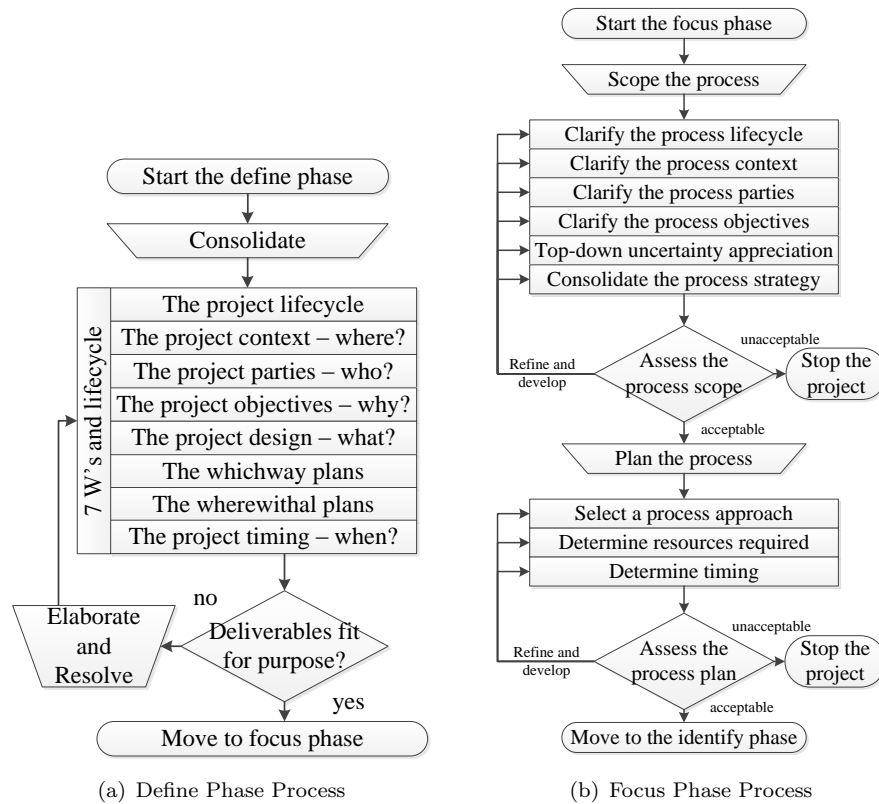 Start the define phase
Consolidate
7 W's and lifecycle
The project lifecycle
The project context – where?
The project parties – who?
The project objectives – why?
The project design – what?
The whichway plans
The wherewithal plans
The project timing – when?
no
Elaborate
and
Resolve
Deliverables fit
for purpose?
yes
Move to focus phase
(a) Define Phase Process
Start the focus phase
Scope the process
Clarify the process lifecycle
Clarify the process context
Clarify the process parties
Clarify the process objectives
Top-down uncertainty appreciation
Consolidate the process strategy
Refine and
develop
Assess the
process scope
unacceptable
Stop the
project
acceptable
Plan the process
Select a process approach
Determine resources required
Determine timing
Refine and
develop
Assess the
process plan
unacceptable
Stop the
project
acceptable
Move to the identify phase
(b) Focus Phase Process